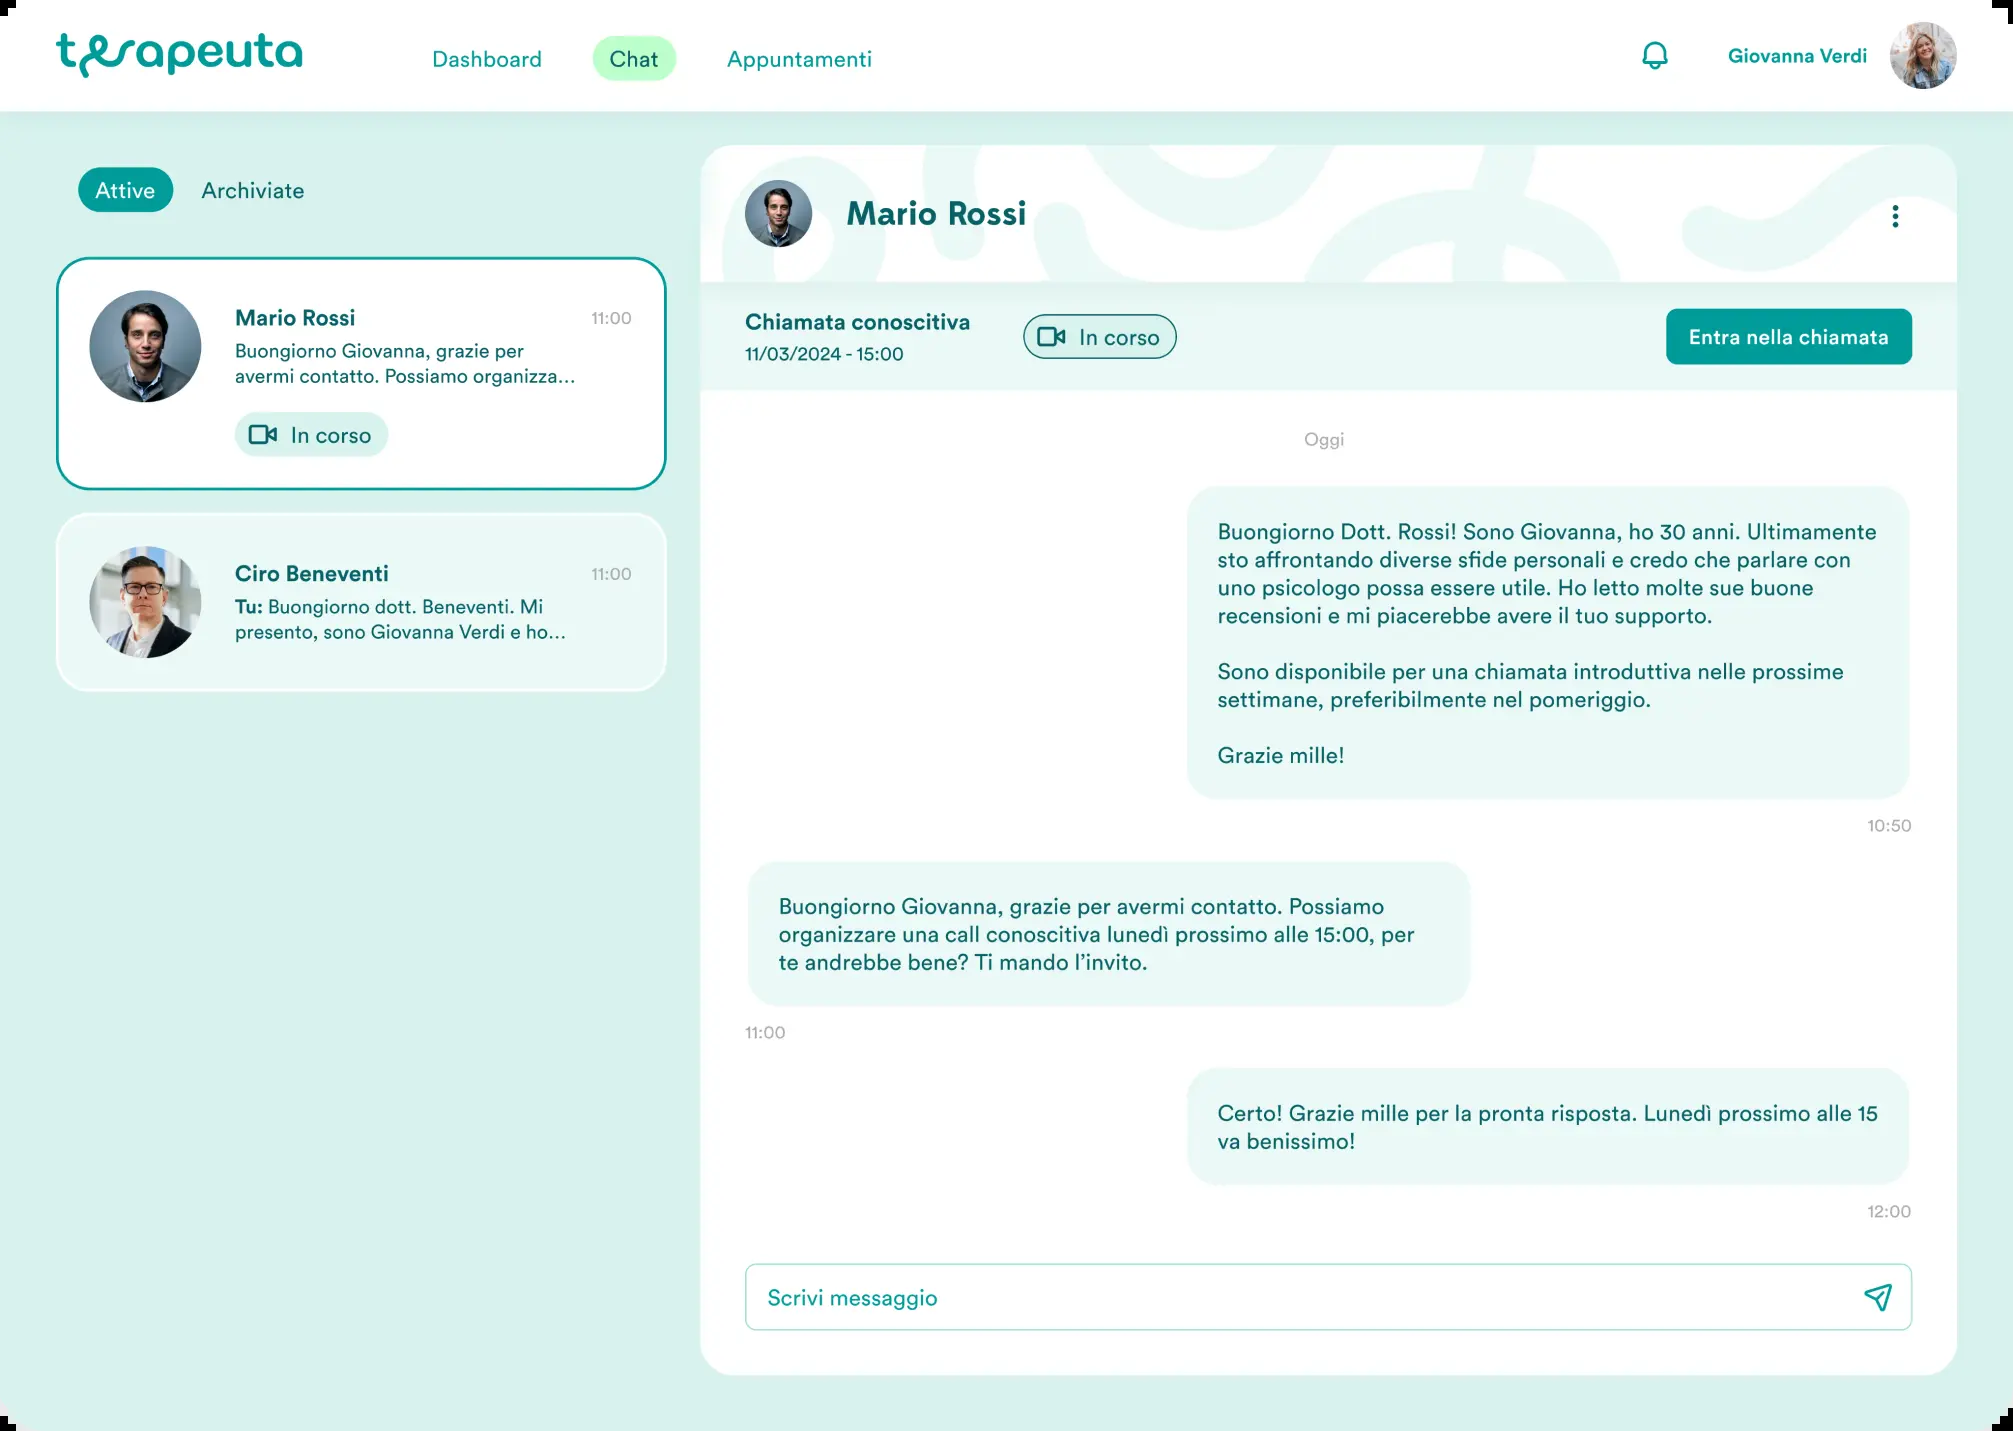 terapeuta
Dashboard
Chat
Appuntamenti
Giovanna Verdi
Attive
Archiviate
Mario Rossi
11:00
Buongiorno Giovanna, grazie per
avermi contatto. Possiamo organizza...
In corso
Ciro Beneventi
11:00
Tu: Buongiorno dott. Beneventi. Mi
presento, sono Giovanna Verdi e ho...
Mario Rossi
Chiamata conoscitiva
11/03/2024 - 15:00
In corso
Entra nella chiamata
Oggi
Buongiorno Dott. Rossi! Sono Giovanna, ho 30 anni. Ultimamente
sto affrontando diverse sfide personali e credo che parlare con
uno psicologo possa essere utile. Ho letto molte sue buone
recensioni e mi piacerebbe avere il tuo supporto.
Sono disponibile per una chiamata introduttiva nelle prossime
settimane, preferibilmente nel pomeriggio.
Grazie mille!
10:50
Buongiorno Giovanna, grazie per avermi contatto. Possiamo
organizzare una call conoscitiva lunedì prossimo alle 15:00, per
te andrebbe bene? Ti mando l’invito.
11:00
Certo! Grazie mille per la pronta risposta. Lunedì prossimo alle 15
va benissimo!
12:00
Scrivi messaggio